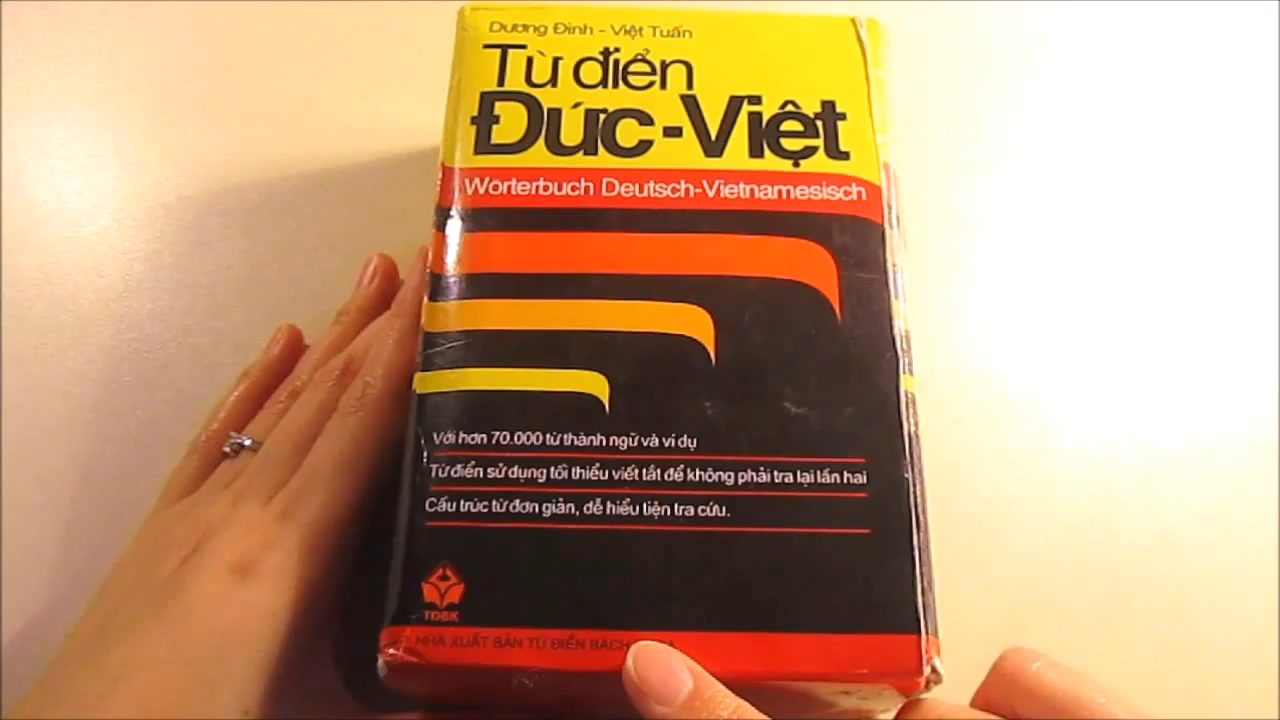 Dương Đình - Việt Tuấn
Từ điển
Đức-Việt
Wörterbuch Deutsch-Vietnamesisch
Với hơn 70.000 từ thành ngữ và ví dụ
Từ điển sử dụng tối thiểu viết tắt để không phải tra lại lần hai
Cấu trúc từ đơn giản, dễ hiểu tiện tra cứu.
TĐBK
NHÀ XUẤT BẢN TỪ ĐIỂN BÁCH